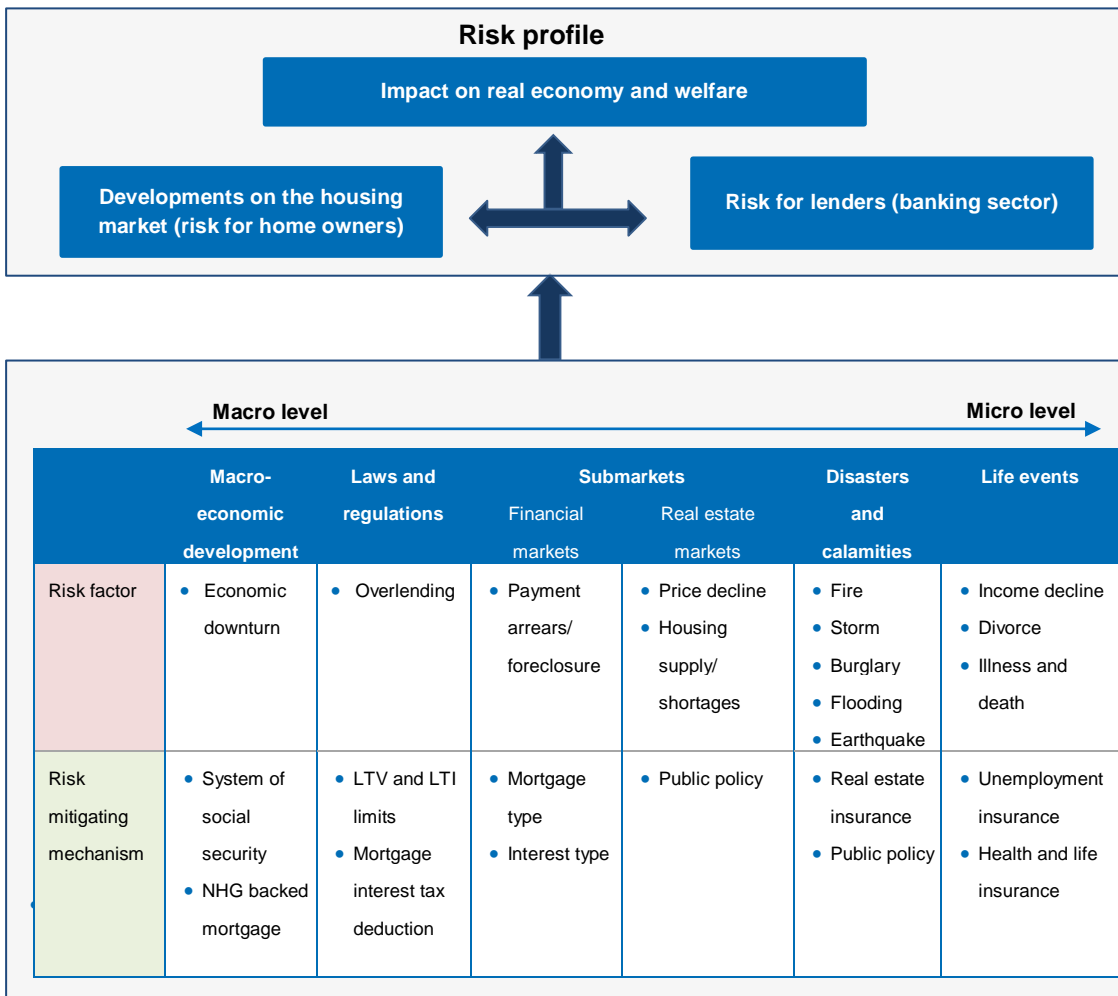 Risk profile
Impact on real economy and welfare
Developments on the housing
market (risk for home owners)
Risk for lenders (banking sector)
Macro level
Micro level
Macro-
economic
development
Laws and
regulations
Submarkets
Financial
markets
Real estate
markets
Disasters
and
calamities
Life events
Risk factor
• Economic
downturn
• Overlending
• Payment
arrears/
foreclosure
• Price decline
• Housing
supply/
shortages
• Fire
• Storm
• Burglary
• Flooding
• Earthquake
• Income decline
• Divorce
• Illness and
death
Risk
mitigating
mechanism
• System of
social
security
• NHG backed
mortgage
• LTV and LTI
limits
• Mortgage
interest tax
deduction
• Mortgage
type
• Interest type
• Public policy
• Real estate
insurance
• Public policy
• Unemployment
insurance
• Health and life
insurance